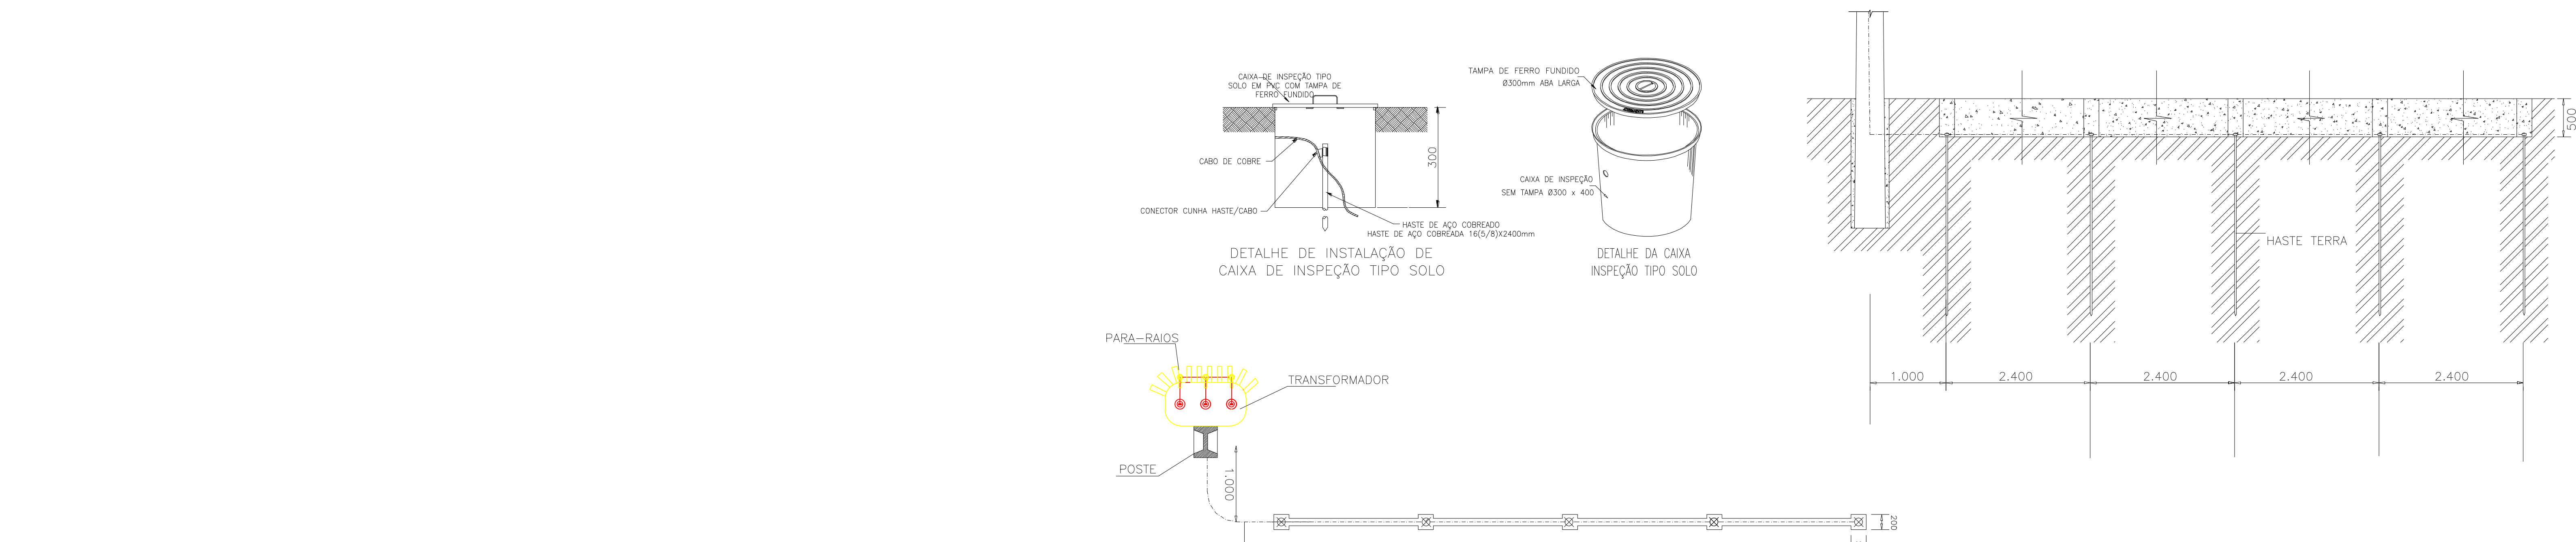 CAIXA DE INSPEÇÃO TIPO
SOLO EM PVC COM TAMPA DE
FERRO FUNDIDO
CABO DE COBRE
CONECTOR CUNHA HASTE/CABO
300
HASTE DE AÇO COBREADO
HASTE DE AÇO COBREADA 16(5/8)X2400mm
DETALHE DE INSTALAÇÃO DE
CAIXA DE INSPEÇÃO TIPO SOLO
TAMPA DE FERRO FUNDIDO
Ø300mm ABA LARGA
CAIXA DE INSPEÇÃO
SEM TAMPA Ø300 x 400
DETALHE DA CAIXA
INSPEÇÃO TIPO SOLO
500
HASTE TERRA
1.000
2.400
2.400
2.400
2.400
PARA-RAIOS
TRANSFORMADOR
POSTE
1.000
200